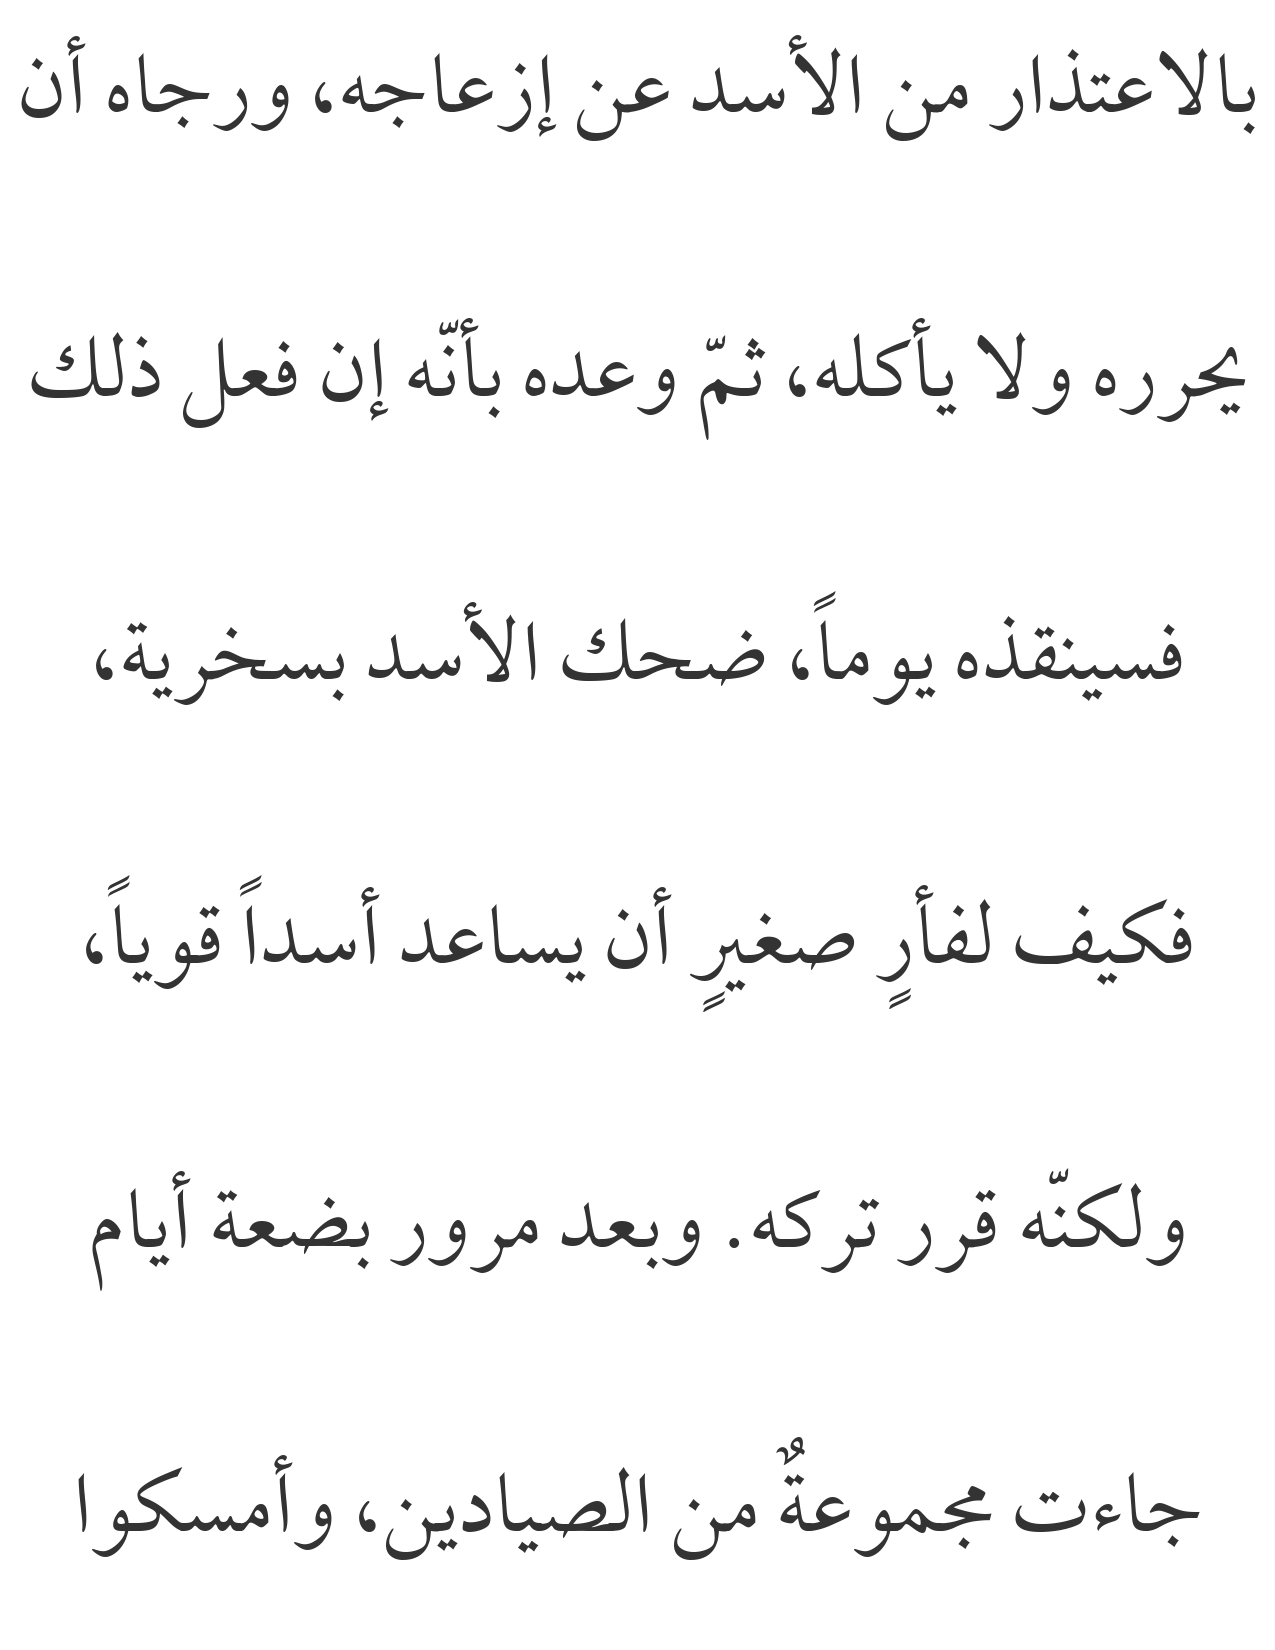 بالاعتذار من الأسد عن إزعاجه، ورجاه أن
يحرره ولا يأكله، ثمّ وعده بأنّه إن فعل ذلك
فسينقذه يوماً، ضحك الأسد بسخرية،
فكيف لفأرٍ صغيرٍ أن يساعد أسداً قوياً،
ولكنّه قرر تركه. وبعد مرور بضعة أيام
جاءت مجموعةٌ من الصيادين، وأمسكوا